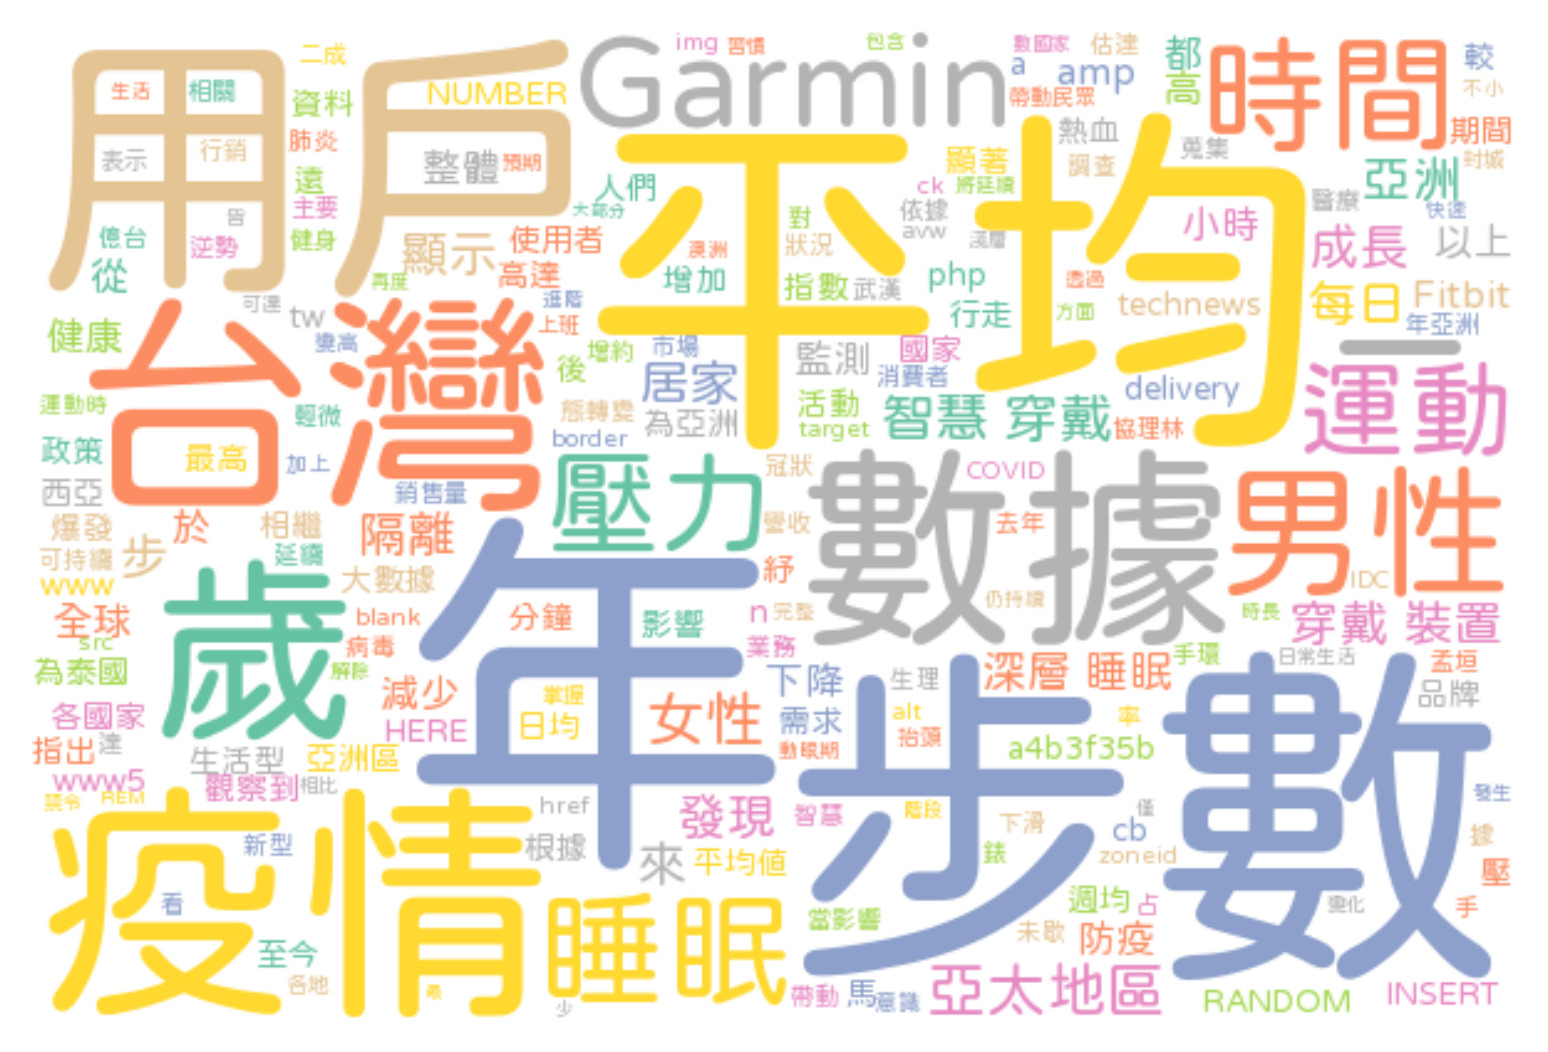 二成
img 習慣
包含
數國家 估達
都
時間
較
用戶
Garmin
生活 相關
資料
NUMBER
a amp
帶動民眾
高
不小
表示 行銷
肺炎
整體 預期
平均
熱血
期間
遠
人們
顯著 調查 蒐集
封城
亞洲
皆
主要
大部分
ck 將延續
醫療
億台 逆勢 健身
對
依據
avw
小時
快速
顯示 使用者
澳洲
狀況
淺層
成長 以上
從
再度
高達
增加
指數 武漢 php
透過
可達
tw
進階
行走
technews
方面
每日 Fitbit
年亞洲
健康
台灣
變高
上班
後 增約
市場
監測 國家
一
運動時
輕微
態轉變
居家
消費者
delivery
運動
政策
最高
加上
border
為亞洲
活動
target
智慧 穿戴
協理林
西亞
銷售量
壓力
冠狀
數據
COVID
男性
爆發
於
相繼 隔離
豐收
去年
可持續
步
延續
www
歲
大數據
年
紓
IDC
全球
src
blank
分鐘
影響
n 完整
仍持續
時長
穿戴 裝置
為泰國
病毒
解除
業務
深層 睡眠
手環
日常生活
孟垣
減少
掌握
下降
生理
品牌
各國家
HERE
日均
女性
需求
alt
率
步數
指出 達
生活型 亞洲區
動眼期
抬頭
a4b3f35b
www5
觀察到 相比
禁令 REM
疫情
href
發現
智慧
階段
下滑
僅
發生
新型
根據
來
平均值
錶
cb
zoneid
據
看
睡眠
當影響
週均 占
變化
壓
手
至今
未歇
防疫
各地
最
少
帶動 馬 意識
亞太地區
RANDOM
INSERT